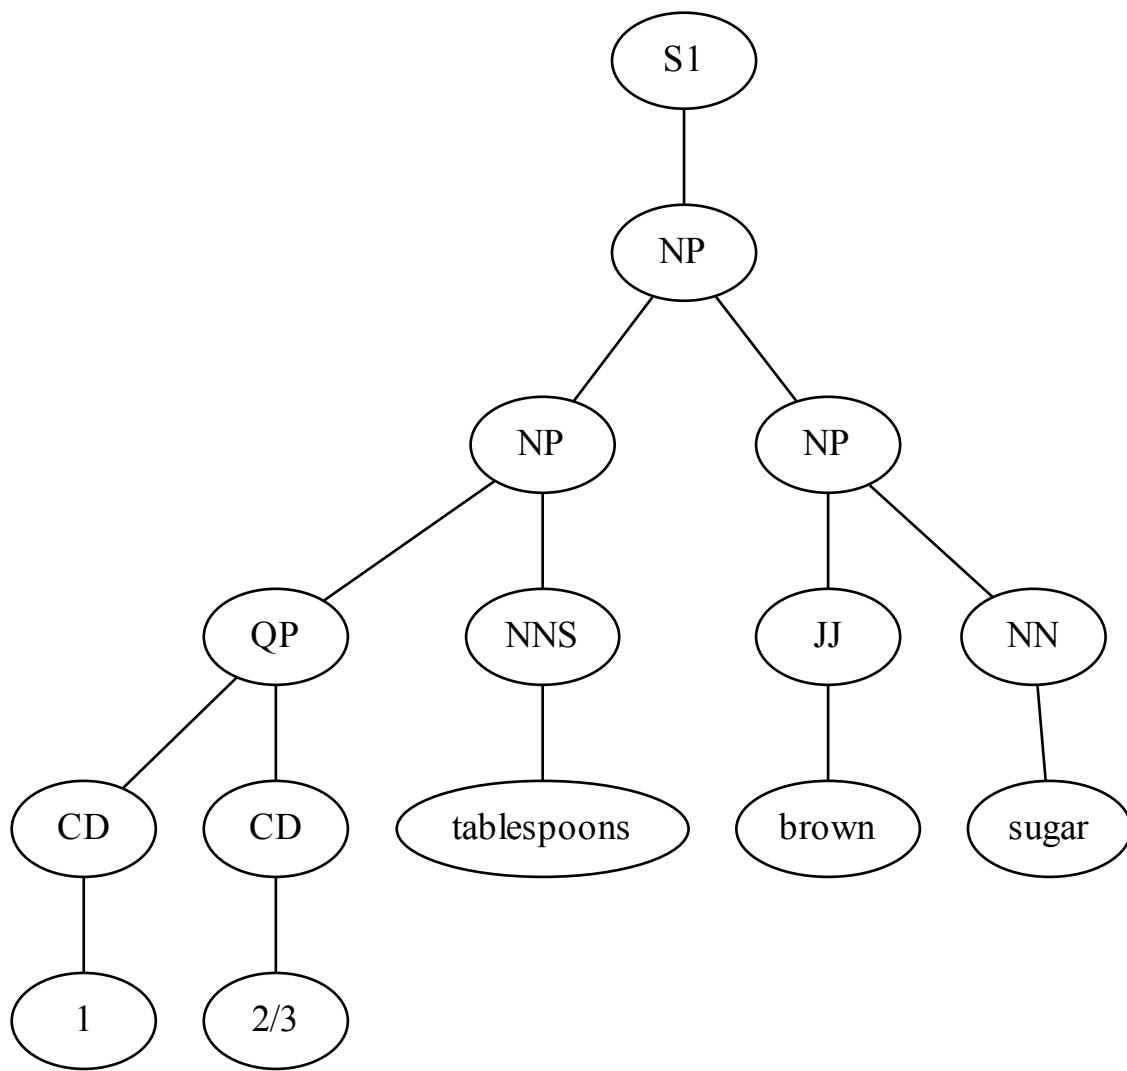 S1
NP
NP NP
QP NNS JJ NN
CD CD tablespoons brown sugar
1 2/3